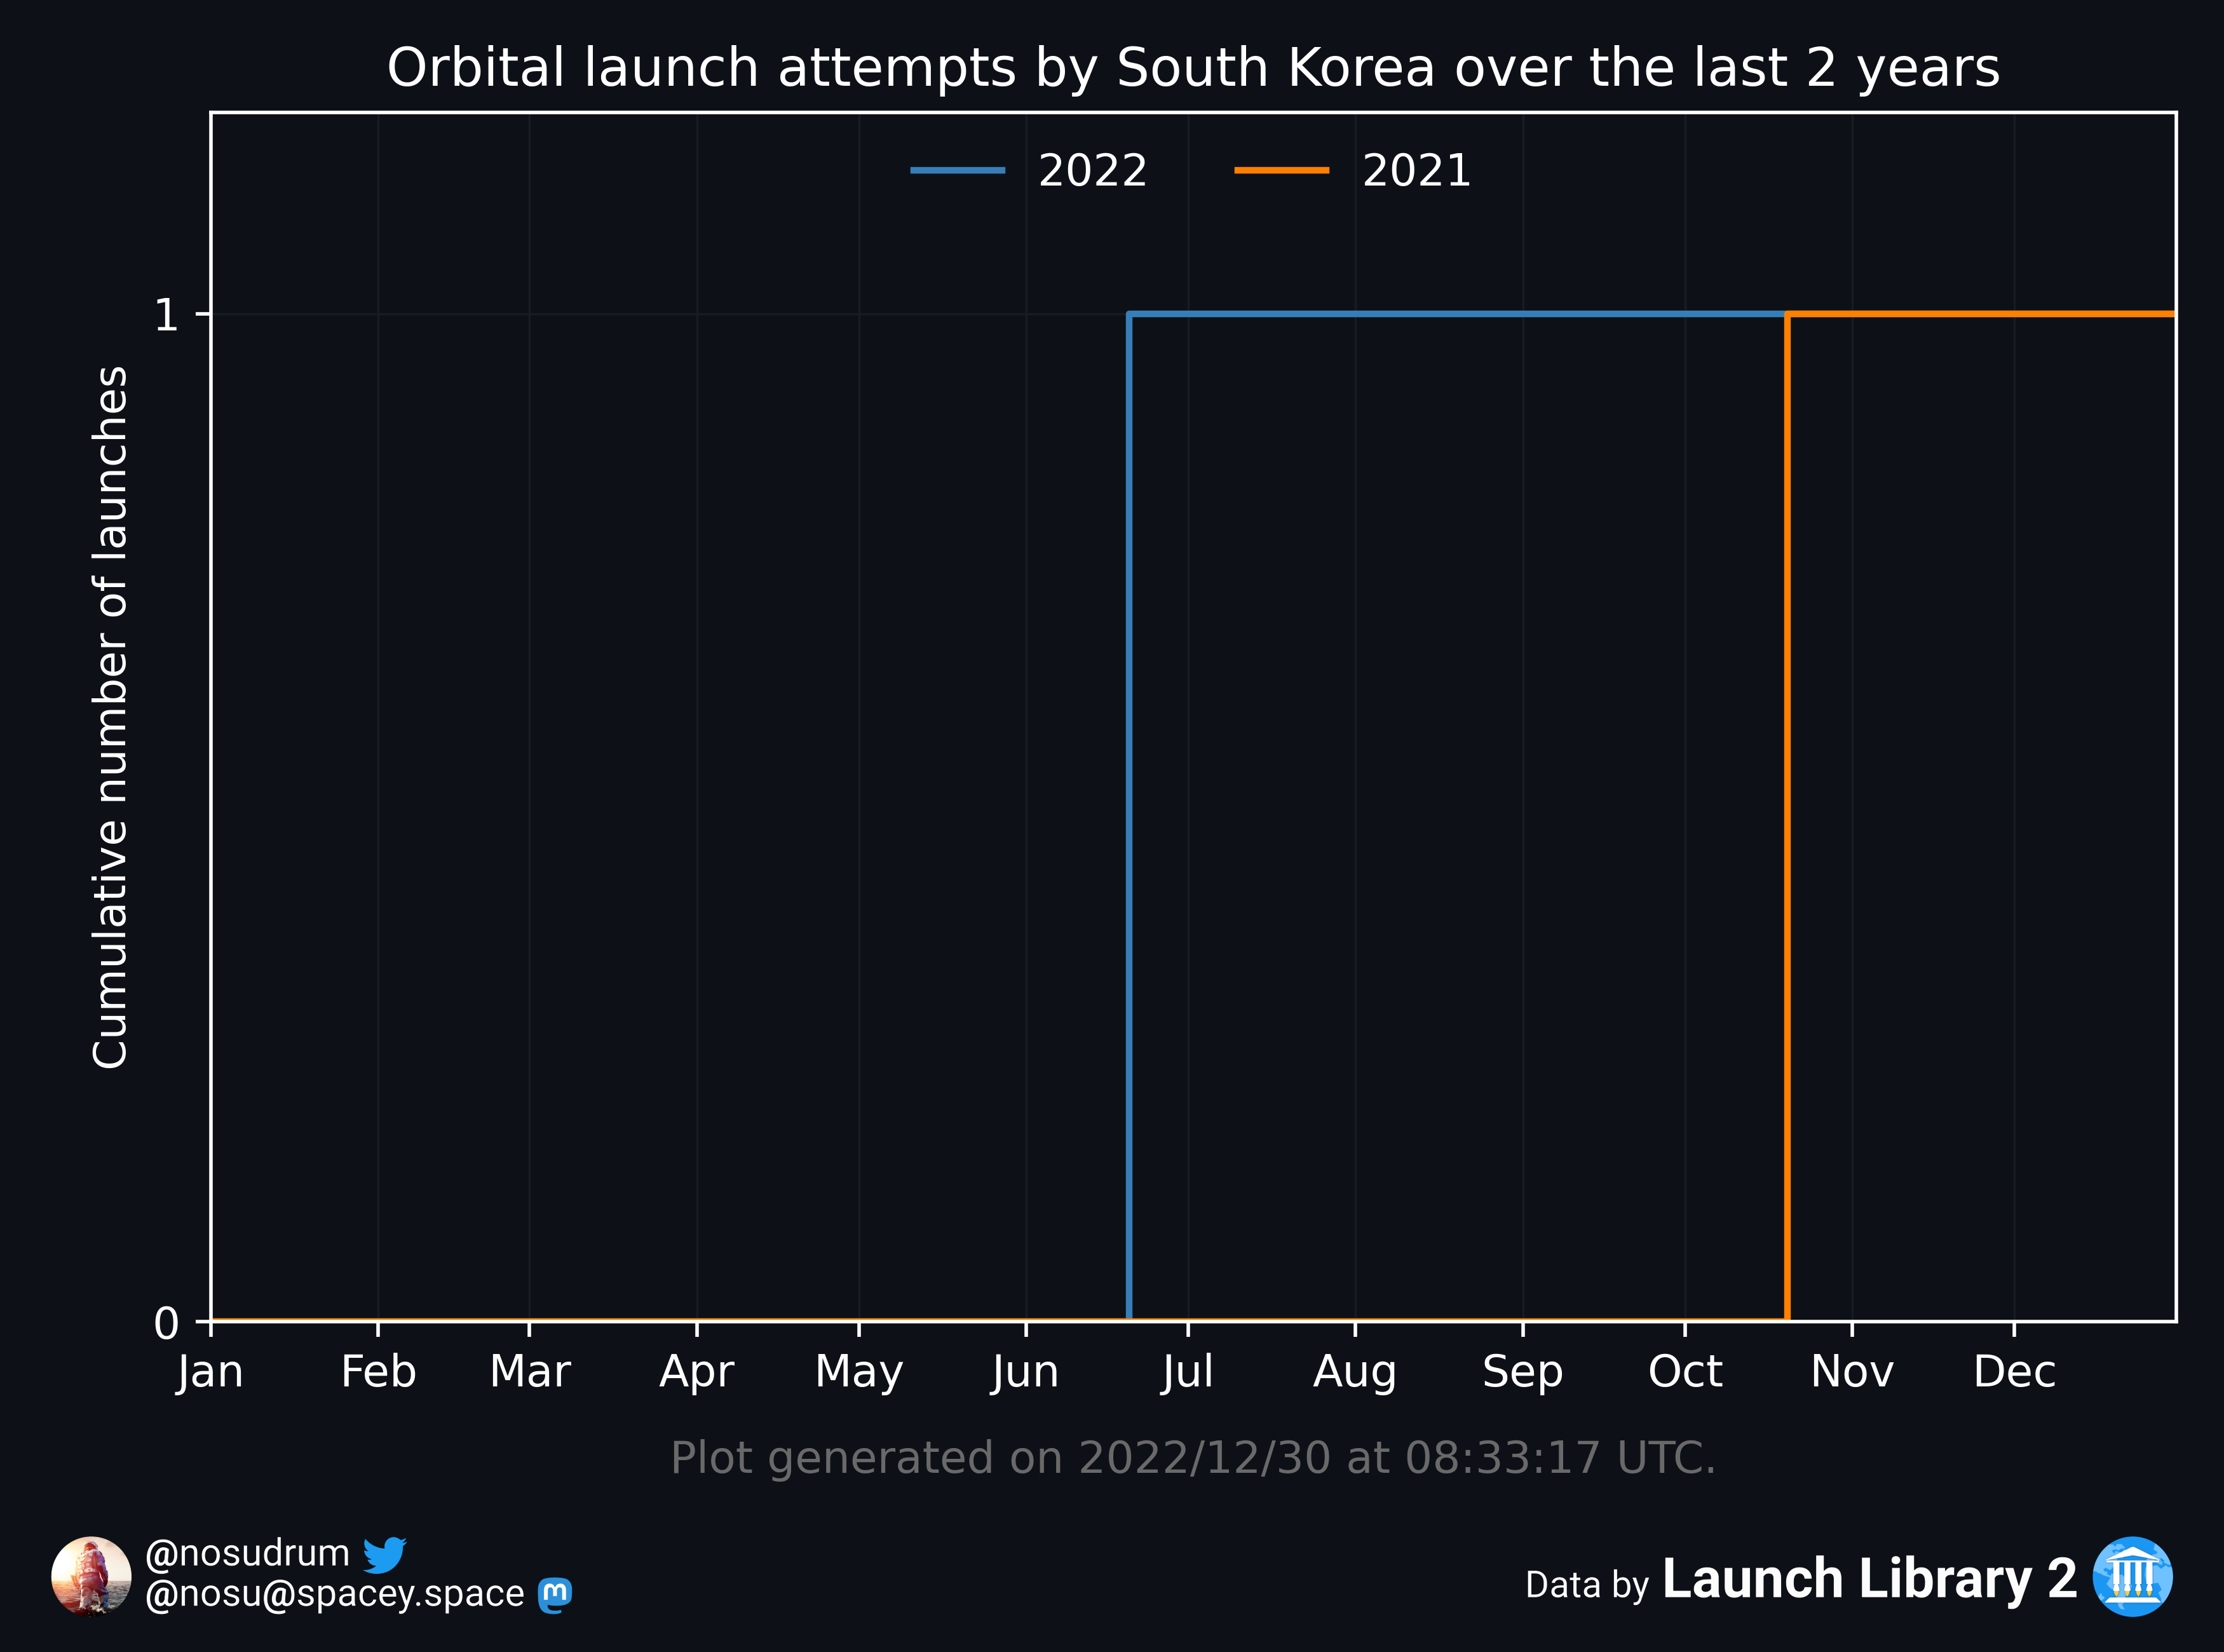 Orbital launch attempts by South Korea over the last 2 years
2022 2021
Cumulative number of launches
1
0
Jan Feb Mar Apr May Jun Jul Aug Sep Oct Nov Dec
Plot generated on 2022/12/30 at 08:33:17 UTC.
@nosudrum
@nosu@spacey.space
Data by Launch Library 2